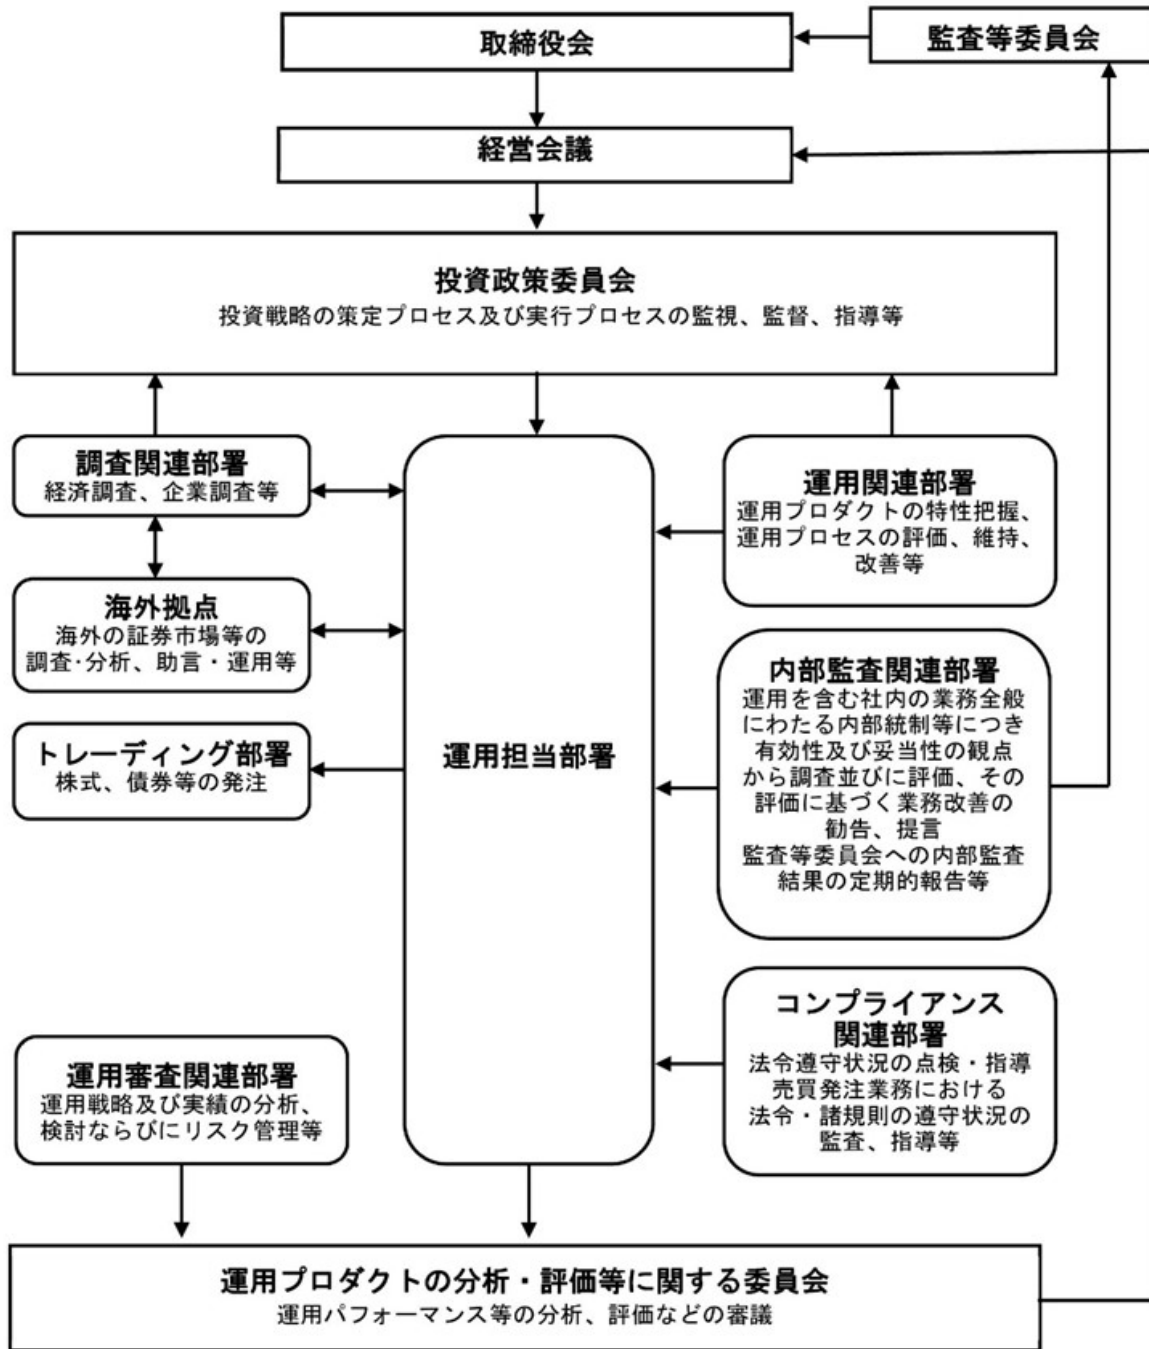 取締役会
監査等委員会
経営会議
投資政策委員会
投資戦略の策定プロセス及び実行プロセスの監視、監督、指導等
調査関連部署
経済調査、企業調査等
海外拠点
海外の証券市場等の
調査･分析、助言・運用等
トレーディング部署
株式、債券等の発注
運用担当部署
運用関連部署
運用プロダクトの特性把握、
運用プロセスの評価、維持、
改善等
内部監査関連部署
運用を含む社内の業務全般
にわたる内部統制等につき
有効性及び妥当性の観点
から調査並びに評価、その
評価に基づく業務改善の
勧告、提言
監査等委員会への内部監査
結果の定期的報告等
コンプライアンス
関連部署
法令遵守状況の点検・指導
売買発注業務における
法令・諸規則の遵守状況の
監査、指導等
運用審査関連部署
運用戦略及び実績の分析、
検討ならびにリスク管理等
運用プロダクトの分析・評価等に関する委員会
運用パフォーマンス等の分析、評価などの審議